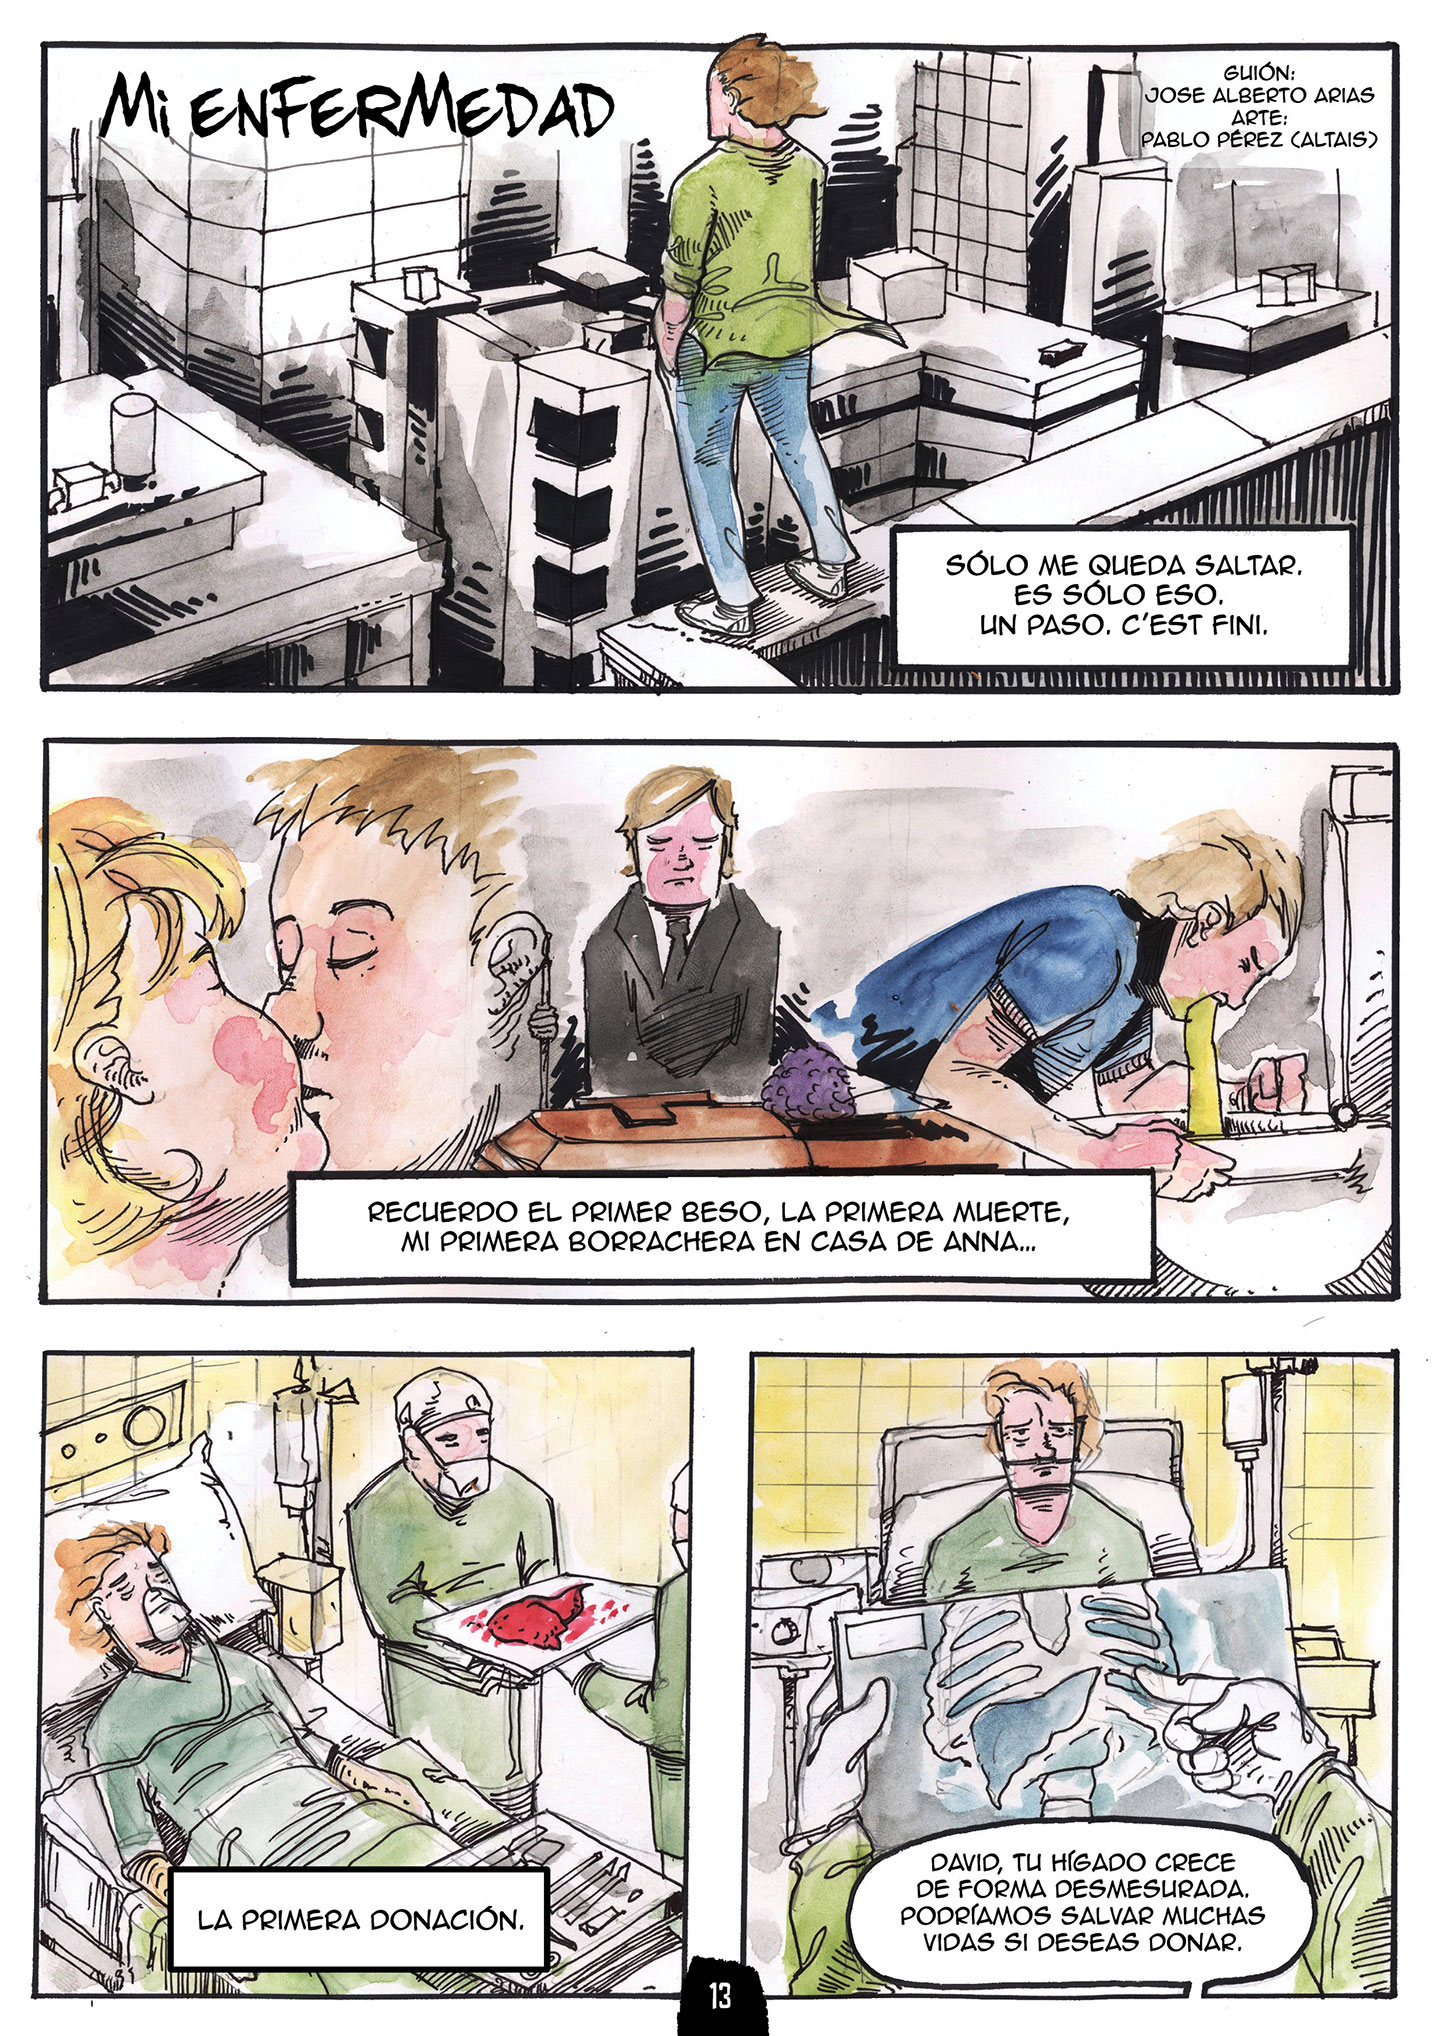 Mi ENFERMEDAD
GUIÓN:
JOSE ALBERTO ARIAS
ARTE:
PABLO PÉREZ (ALTAIS)
SÓLO ME QUEDA SALTAR.
ES SÓLO ESO.
UN PASO. C'EST FINI.
RECUERDO EL PRIMER BESO, LA PRIMERA MUERTE,
MI PRIMERA BORRACHERA EN CASA DE ANNA...
LA PRIMERA DONACIÓN.
DAVID, TU HÍGADO CRECE
DE FORMA DESMESURADA.
PODRÍAMOS SALVAR MUCHAS
VIDAS SI DESEAS DONAR.
13